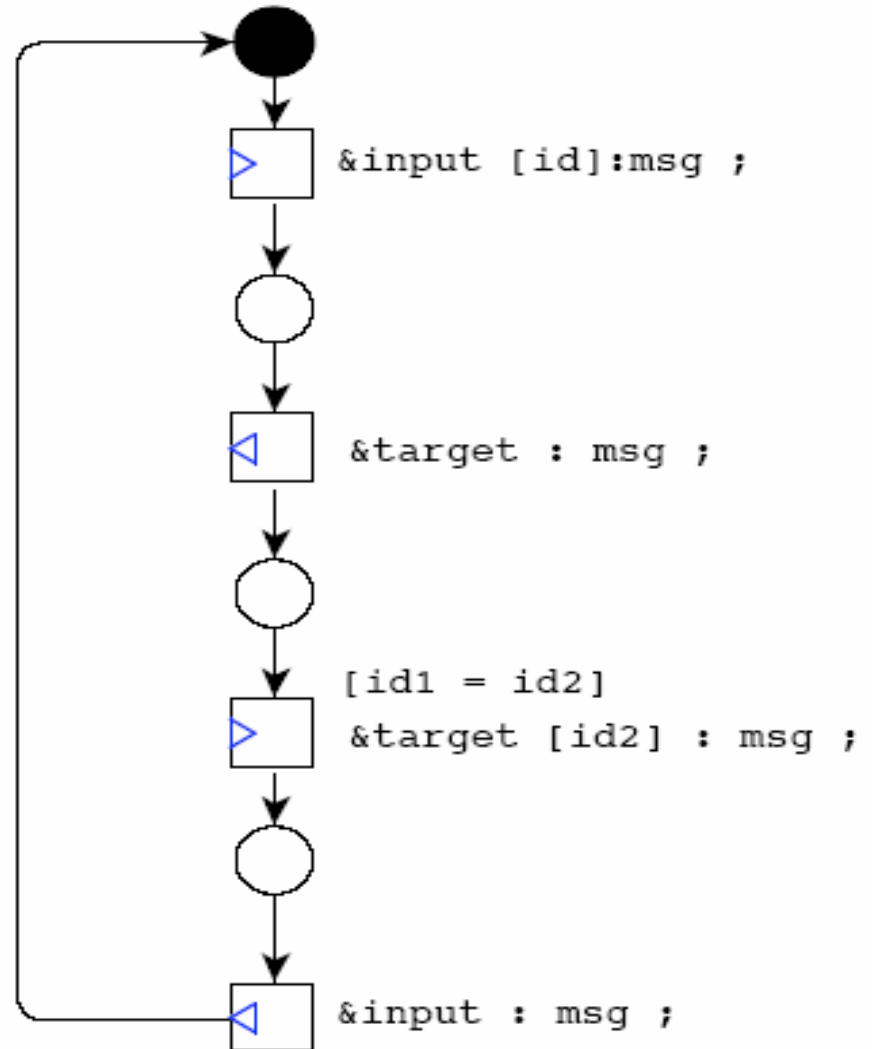 &input [id]:msg ;
&target : msg ;
[id1 = id2]
&target [id2] : msg ;
&input : msg ;